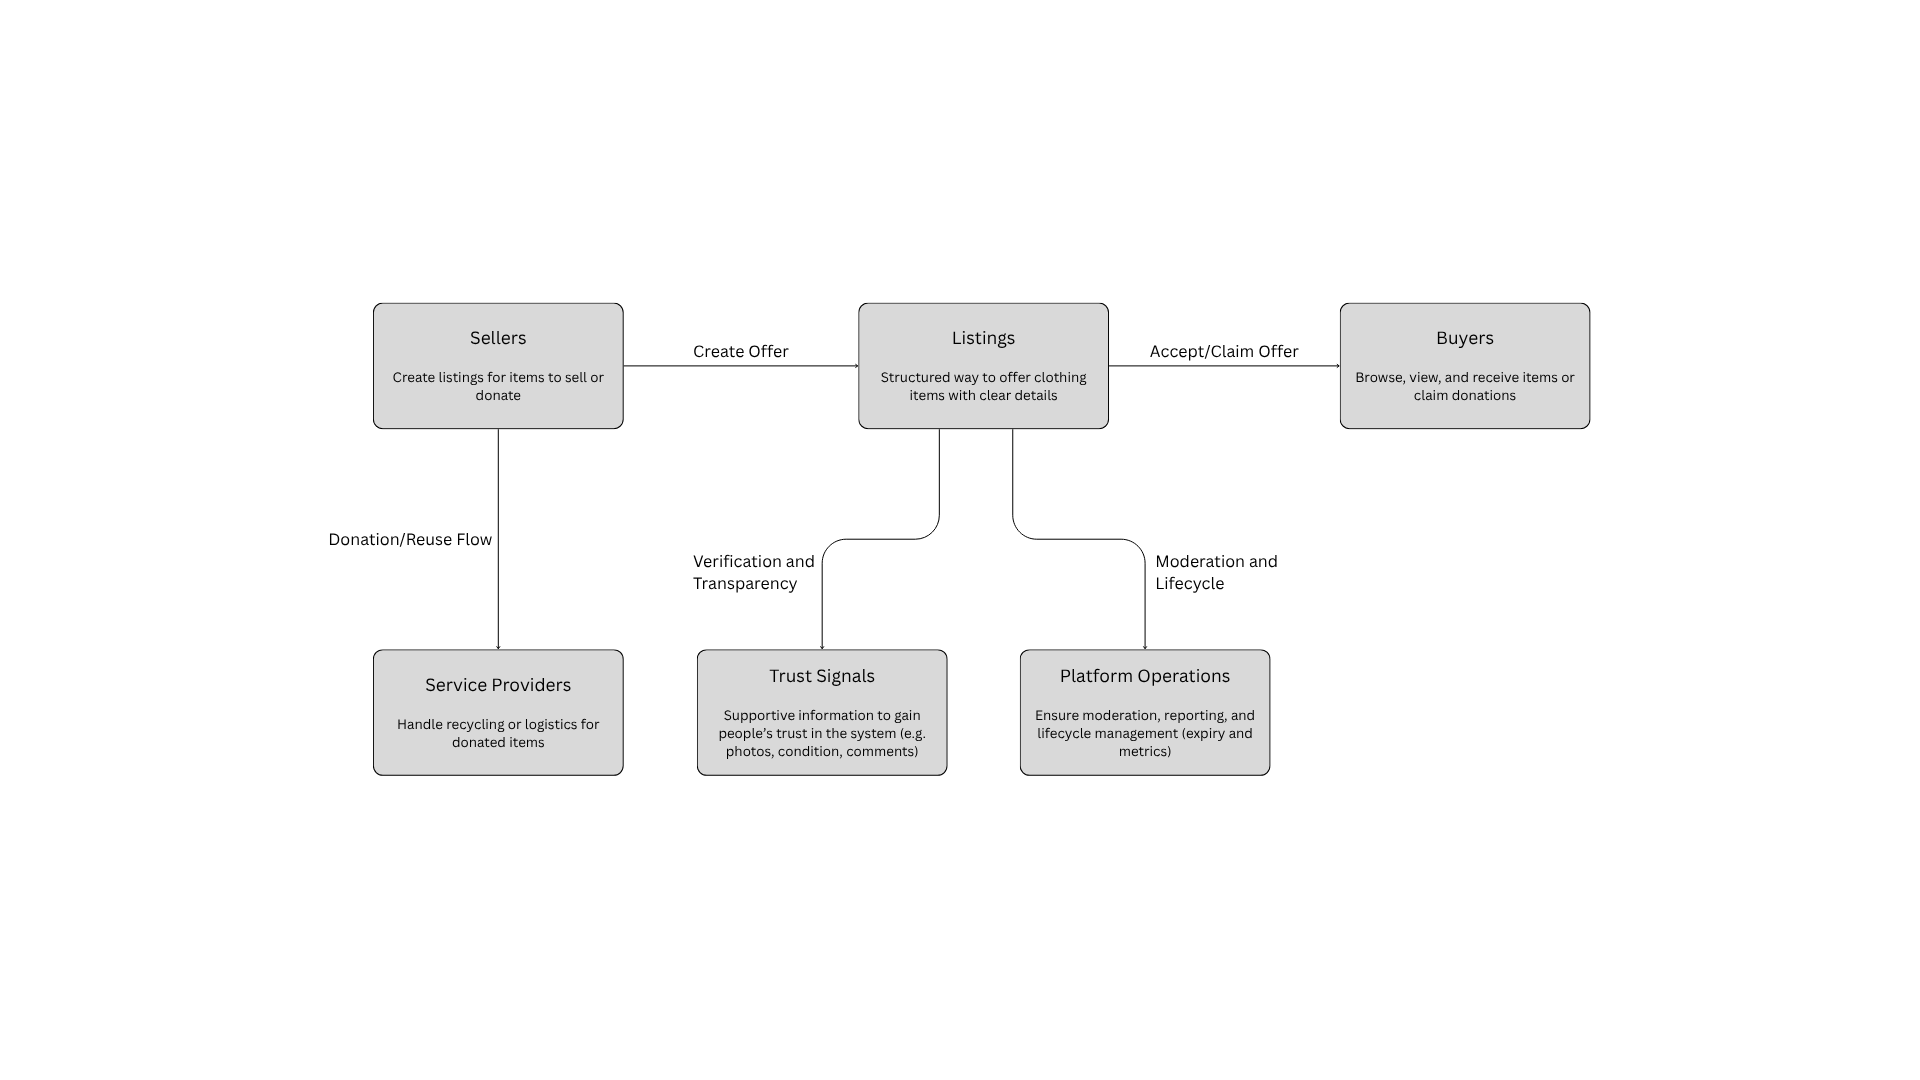 Sellers
Create listings for items to sell or
donate
Create Offer
Listings
Structured way to offer clothing
items with clear details
Accept/Claim Offer
Buyers
Browse, view, and receive items or
claim donations
Donation/Reuse Flow
Verification and
Transparency
Moderation and
Lifecycle
Service Providers
Handle recycling or logistics for
donated items
Trust Signals
Supportive information to gain
people’s trust in the system (e.g.
photos, condition, comments)
Platform Operations
Ensure moderation, reporting, and
lifecycle management (expiry and
metrics)